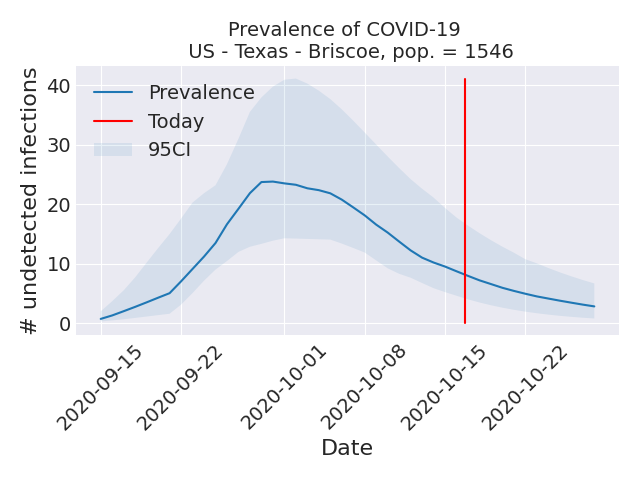 Prevalence of COVID-19
US - Texas - Briscoe, pop. = 1546
# undetected infections
40
30
20
10
0
Prevalence
Today
95CI
2020-09-15
2020-09-22
2020-10-01
2020-10-08
2020-10-15
2020-10-22
Date